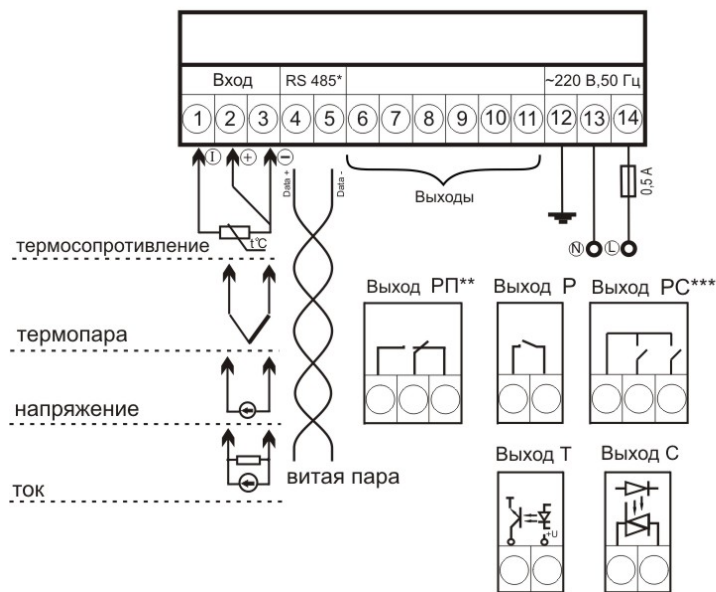 Вход RS 485* ~220 В,50 Гц
1 2 3 4 5 6 7 8 9 10 11 12 13 14
I + − Data + Data - Выходы 0,5 А
t°C
N L
термосопротивление
Выход РП** Выход Р Выход РС***
термопара
напряжение
Выход Т Выход С
витая пара
ток
+U